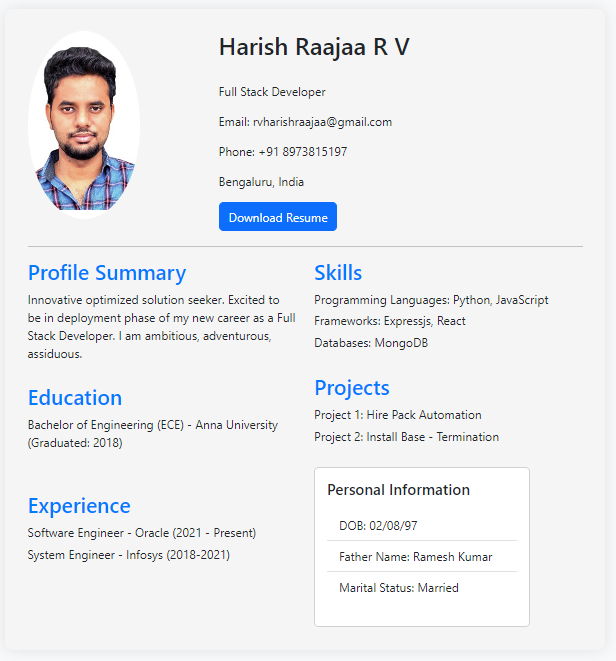 Harish Raajaa R V
Full Stack Developer
Email: rvharishraajaa@gmail.com
Phone: +91 8973815197
Bengaluru, India
Download Resume
Profile Summary
Innovative optimized solution seeker. Excited to
be in deployment phase of my new career as a Full
Stack Developer. I am ambitious, adventurous,
assiduous.
Education
Bachelor of Engineering (ECE) - Anna University
(Graduated: 2018)
Experience
Software Engineer - Oracle (2021 - Present)
System Engineer - Infosys (2018-2021)
Skills
Programming Languages: Python, JavaScript
Frameworks: Expressjs, React
Databases: MongoDB
Projects
Project 1: Hire Pack Automation
Project 2: Install Base - Termination
Personal Information
DOB: 02/08/97
Father Name: Ramesh Kumar
Marital Status: Married